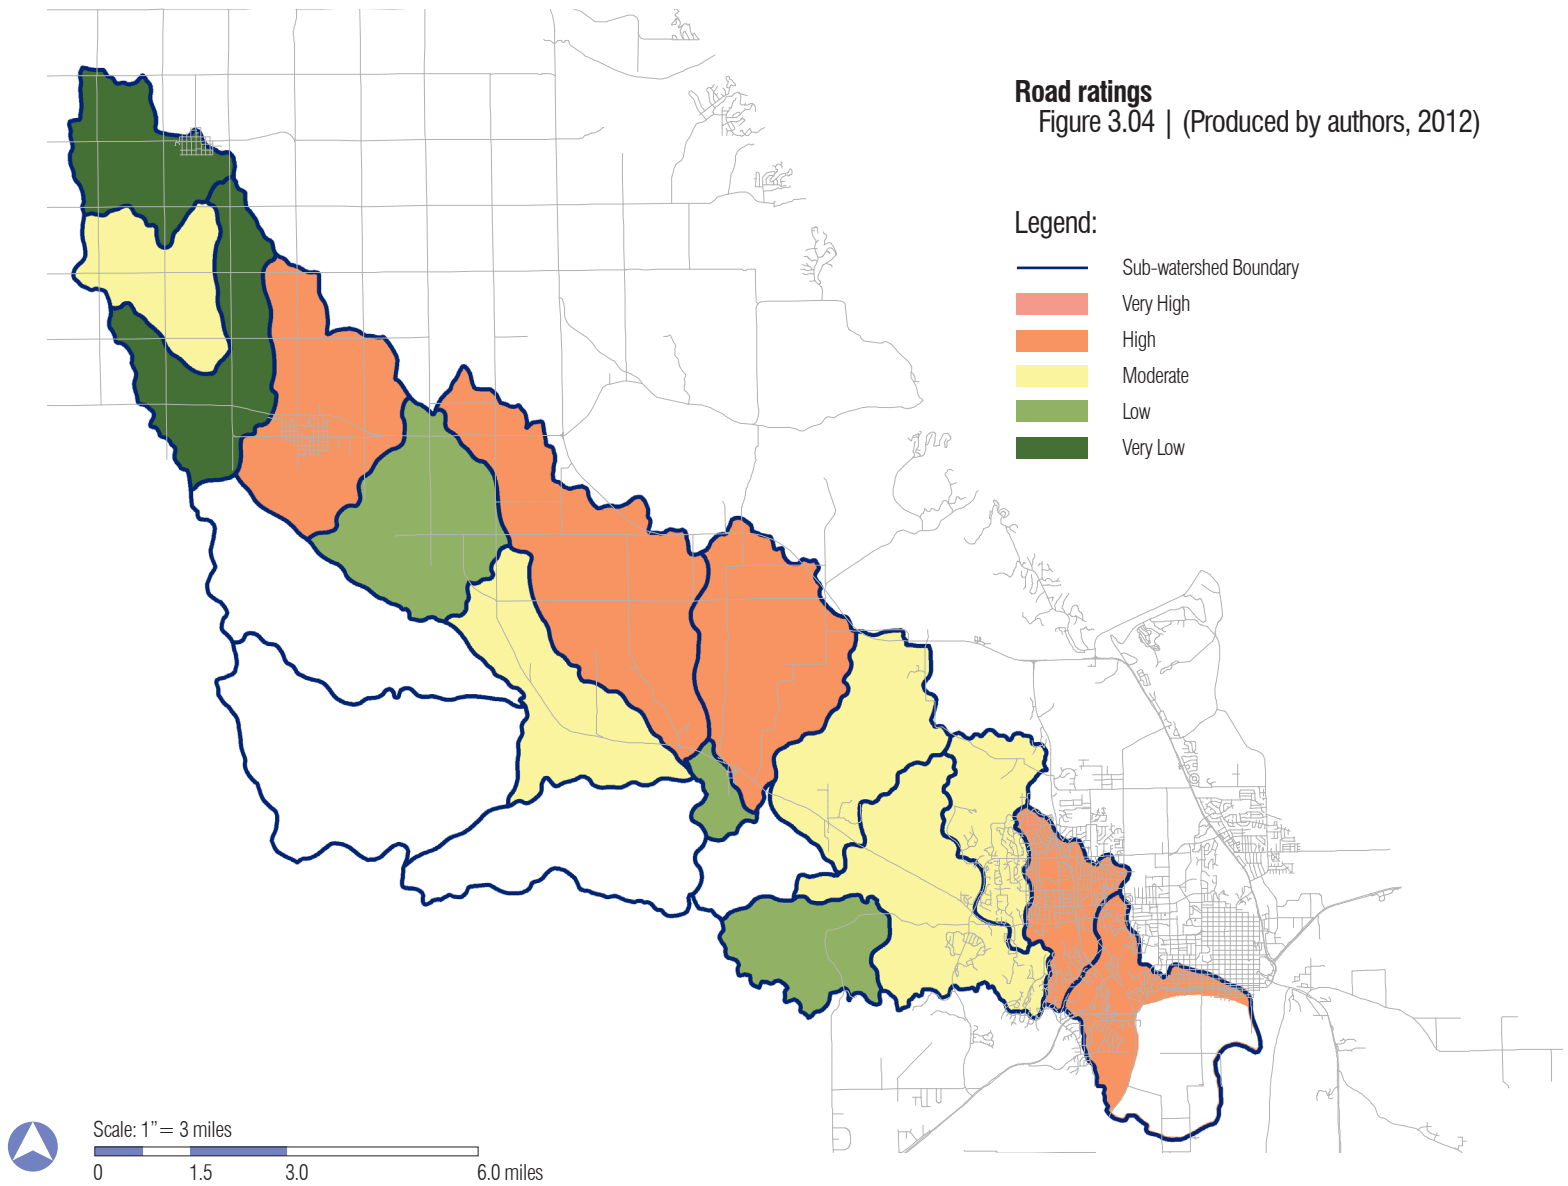 Road ratings
Figure 3.04 | (Produced by authors, 2012)
Legend:
Sub-watershed Boundary
Very High
High
Moderate
Low
Very Low
Scale: 1”= 3 miles
0 1.5 3.0 6.0 miles